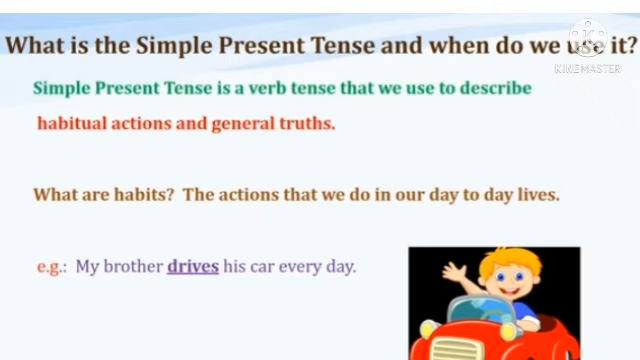 What is the Simple Present Tense and when do we use it?
KINEMASTER
Simple Present Tense is a verb tense that we use to describe
habitual actions and general truths.
What are habits? The actions that we do in our day to day lives.
e.g.: My brother drives his car every day.